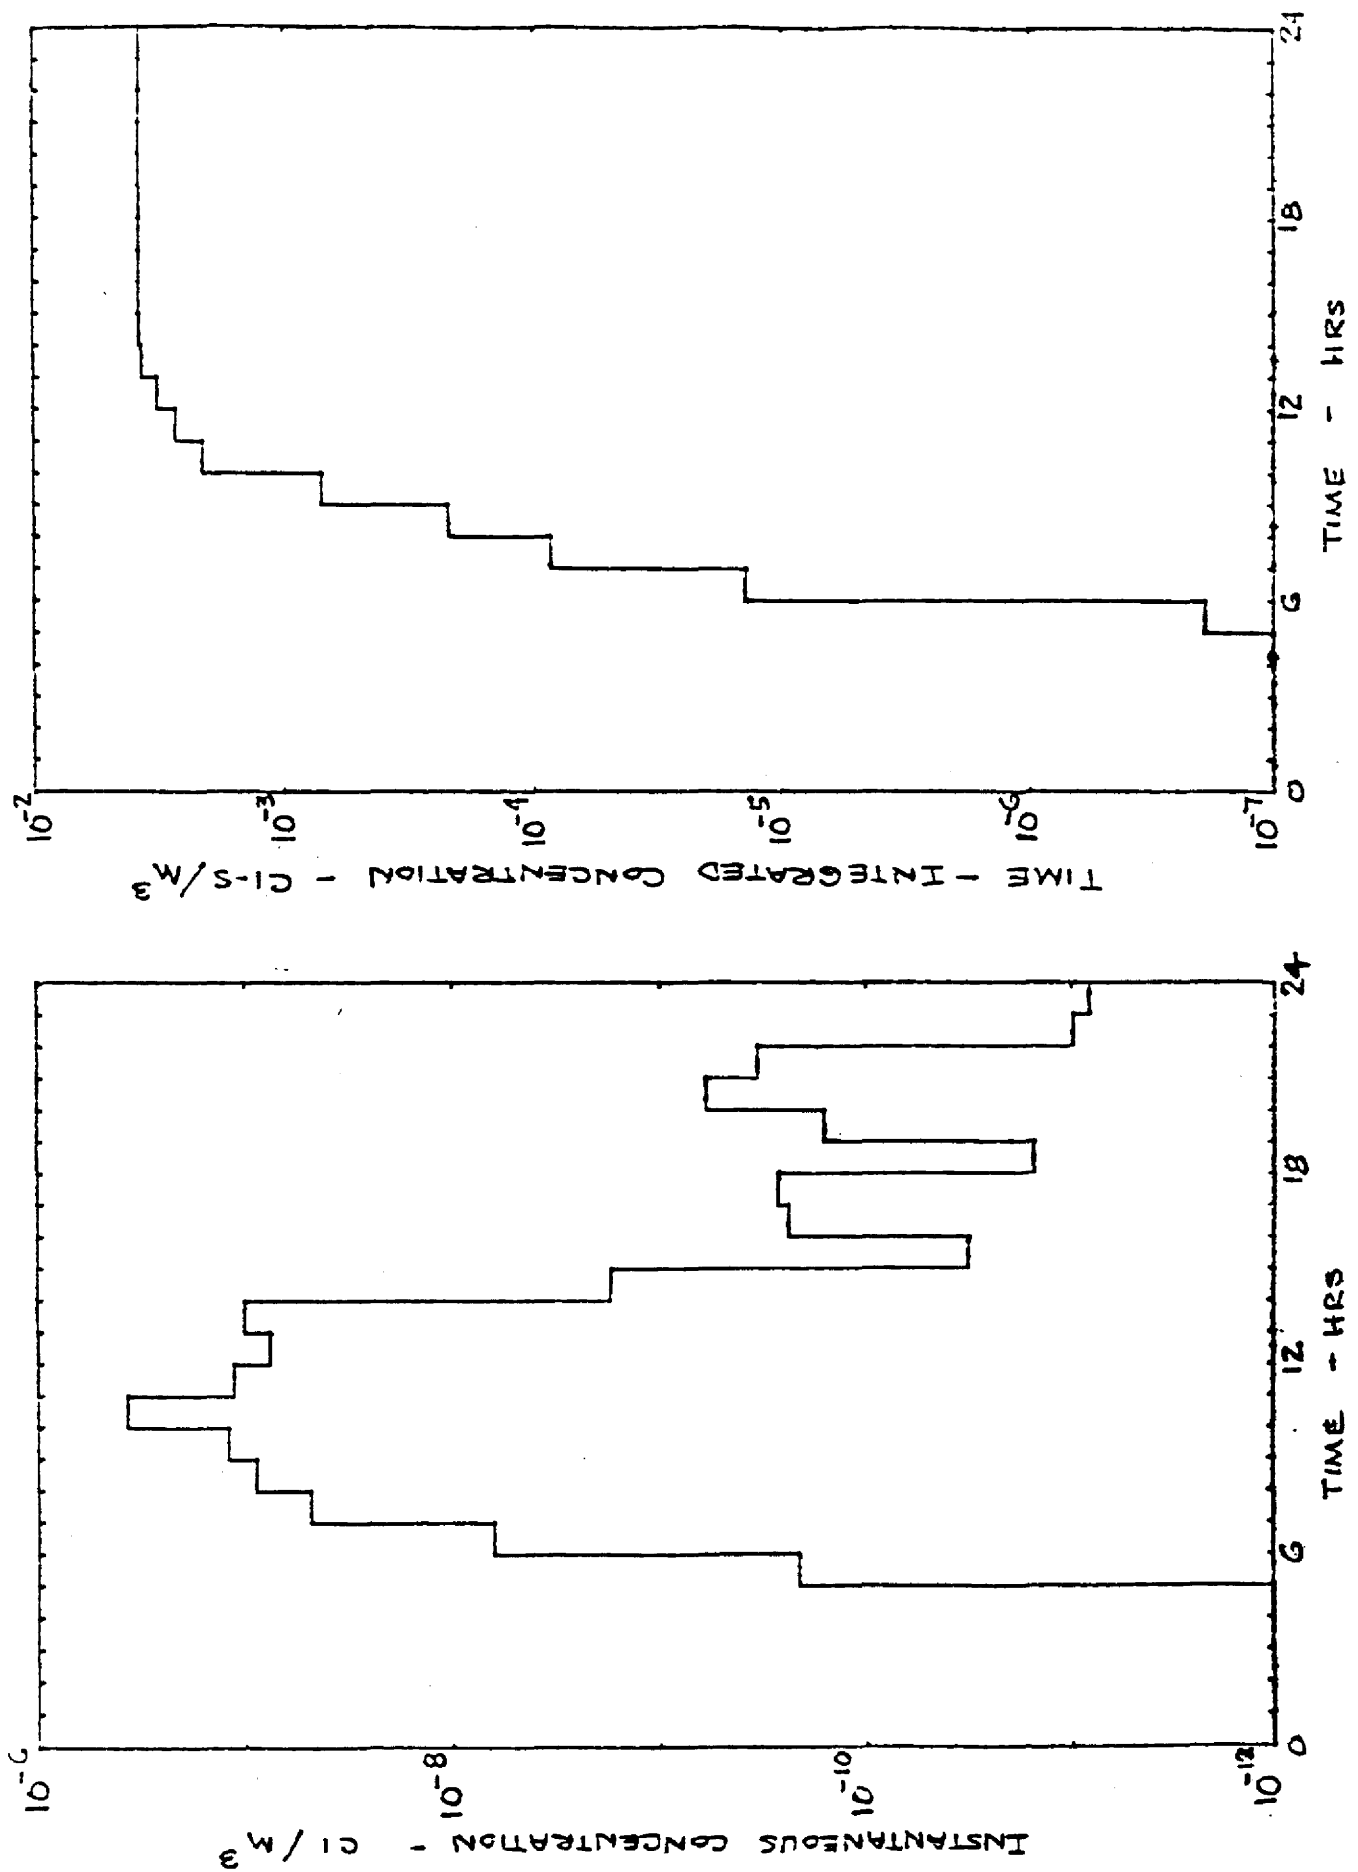 INSTANTANEOUS CONCENTRATION - CI/M³
10⁻⁶
10⁻⁸
10⁻¹⁰
10⁻¹²
0 6 12 18 24
TIME - HRS
TIME - INTEGRATED CONCENTRATION - CI-S/M³
10⁻²
10⁻³
10⁻⁴
10⁻⁵
10⁻⁶
10⁻⁷
0 6 12 18 24
TIME - HRS